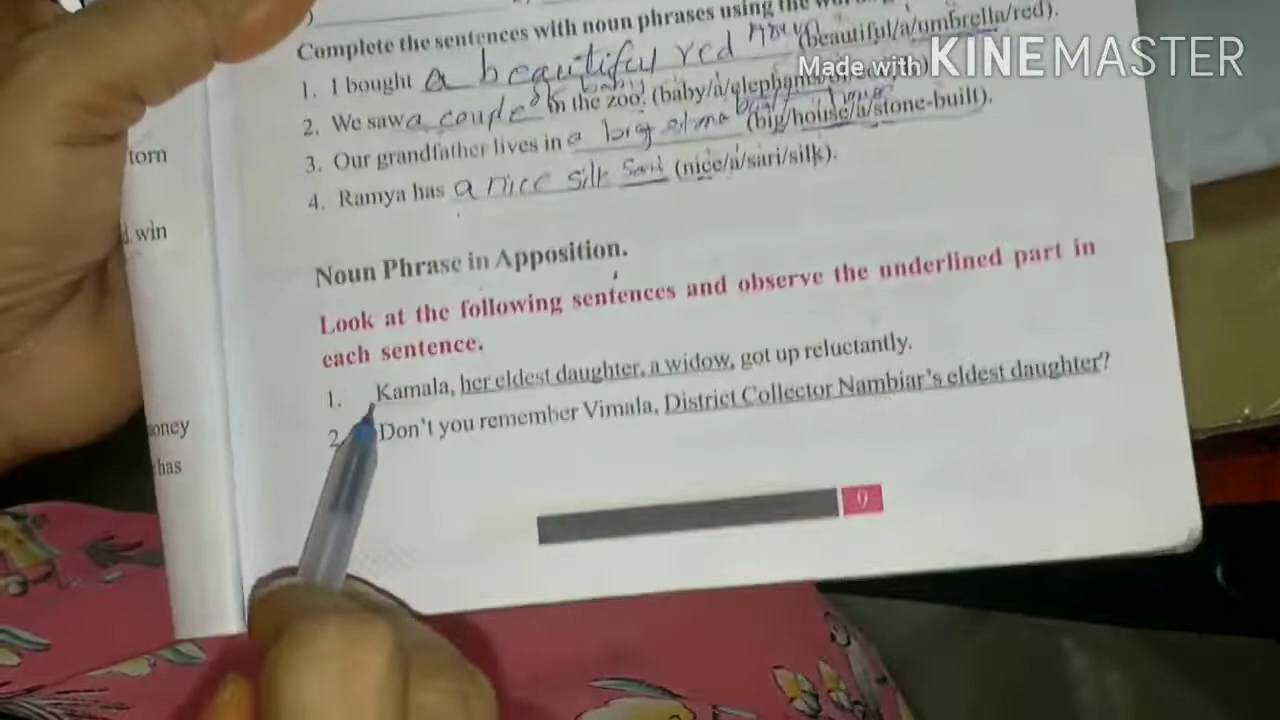 Complete the sentences with noun phrases using the
1. I bought a beautiful red (beautiful/a/umbrella/red).
Made with KINEMASTER
2. We saw a couple baby in the zoo. (baby/a/elephants/
3. Our grandfather lives in a big (big/house/a/stone-built).
4. Ramya has a nice silk Sari (nice/a/sari/silk).
torn
win
Noun Phrase in Apposition.
Look at the following sentences and observe the underlined part in
each sentence.
1. Kamala, her eldest daughter, a widow, got up reluctantly.
2. Don't you remember Vimala, District Collector Nambiar's eldest daughter?
oney
has
9